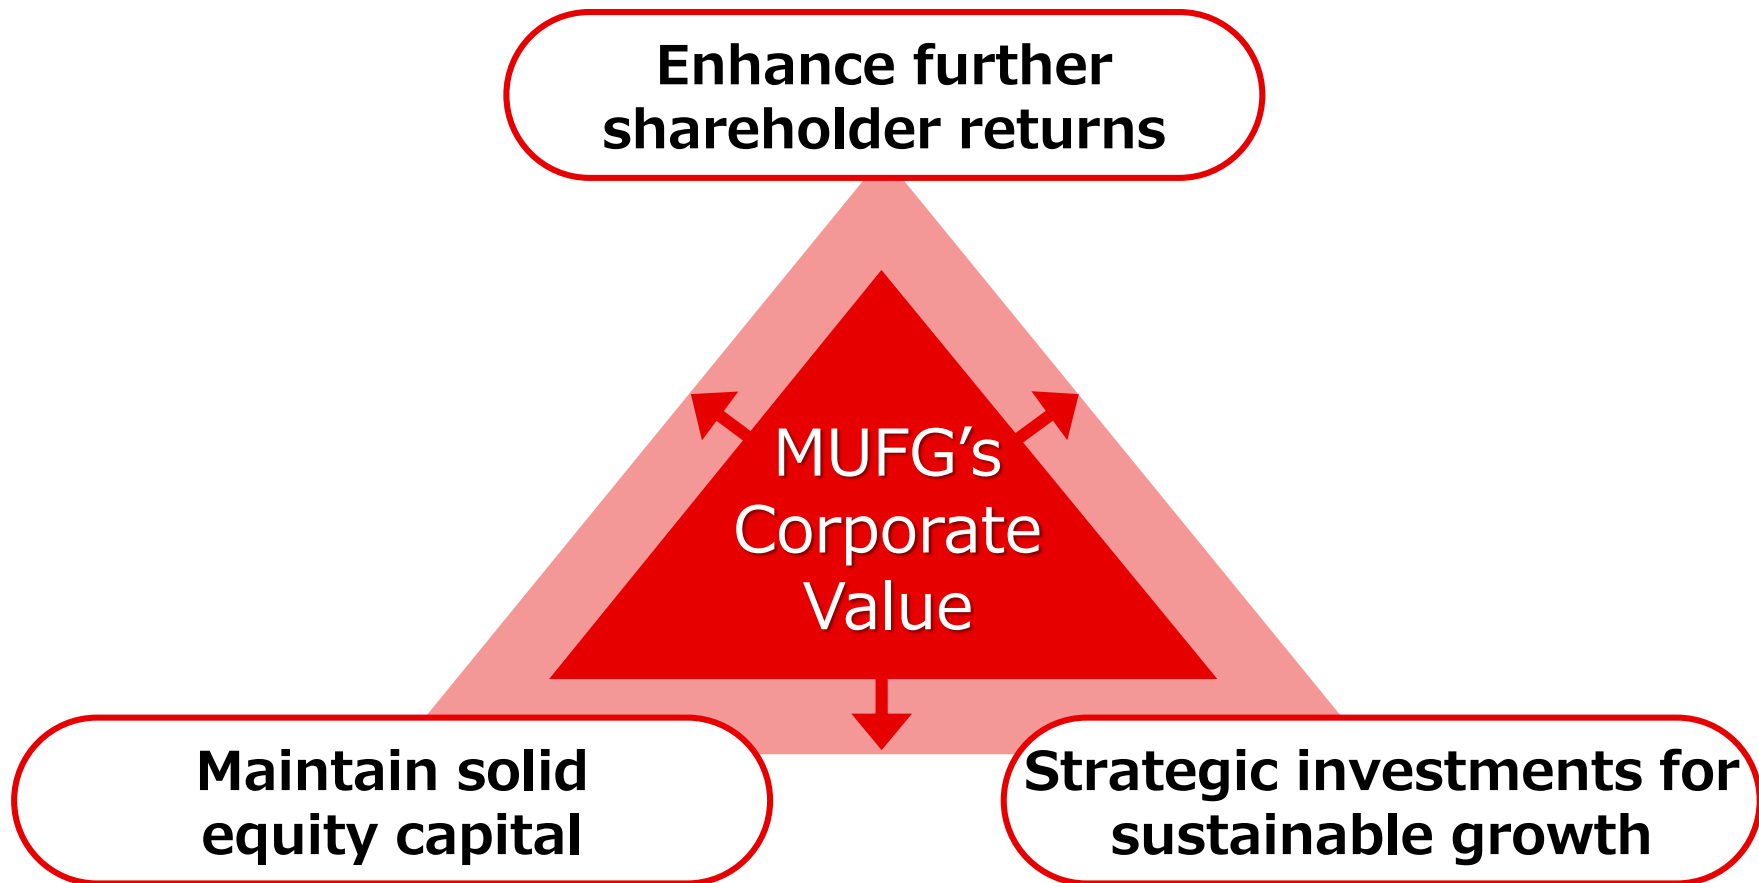 Enhance further
shareholder returns
MUFG’s
Corporate
Value
Maintain solid
equity capital
Strategic investments for
sustainable growth